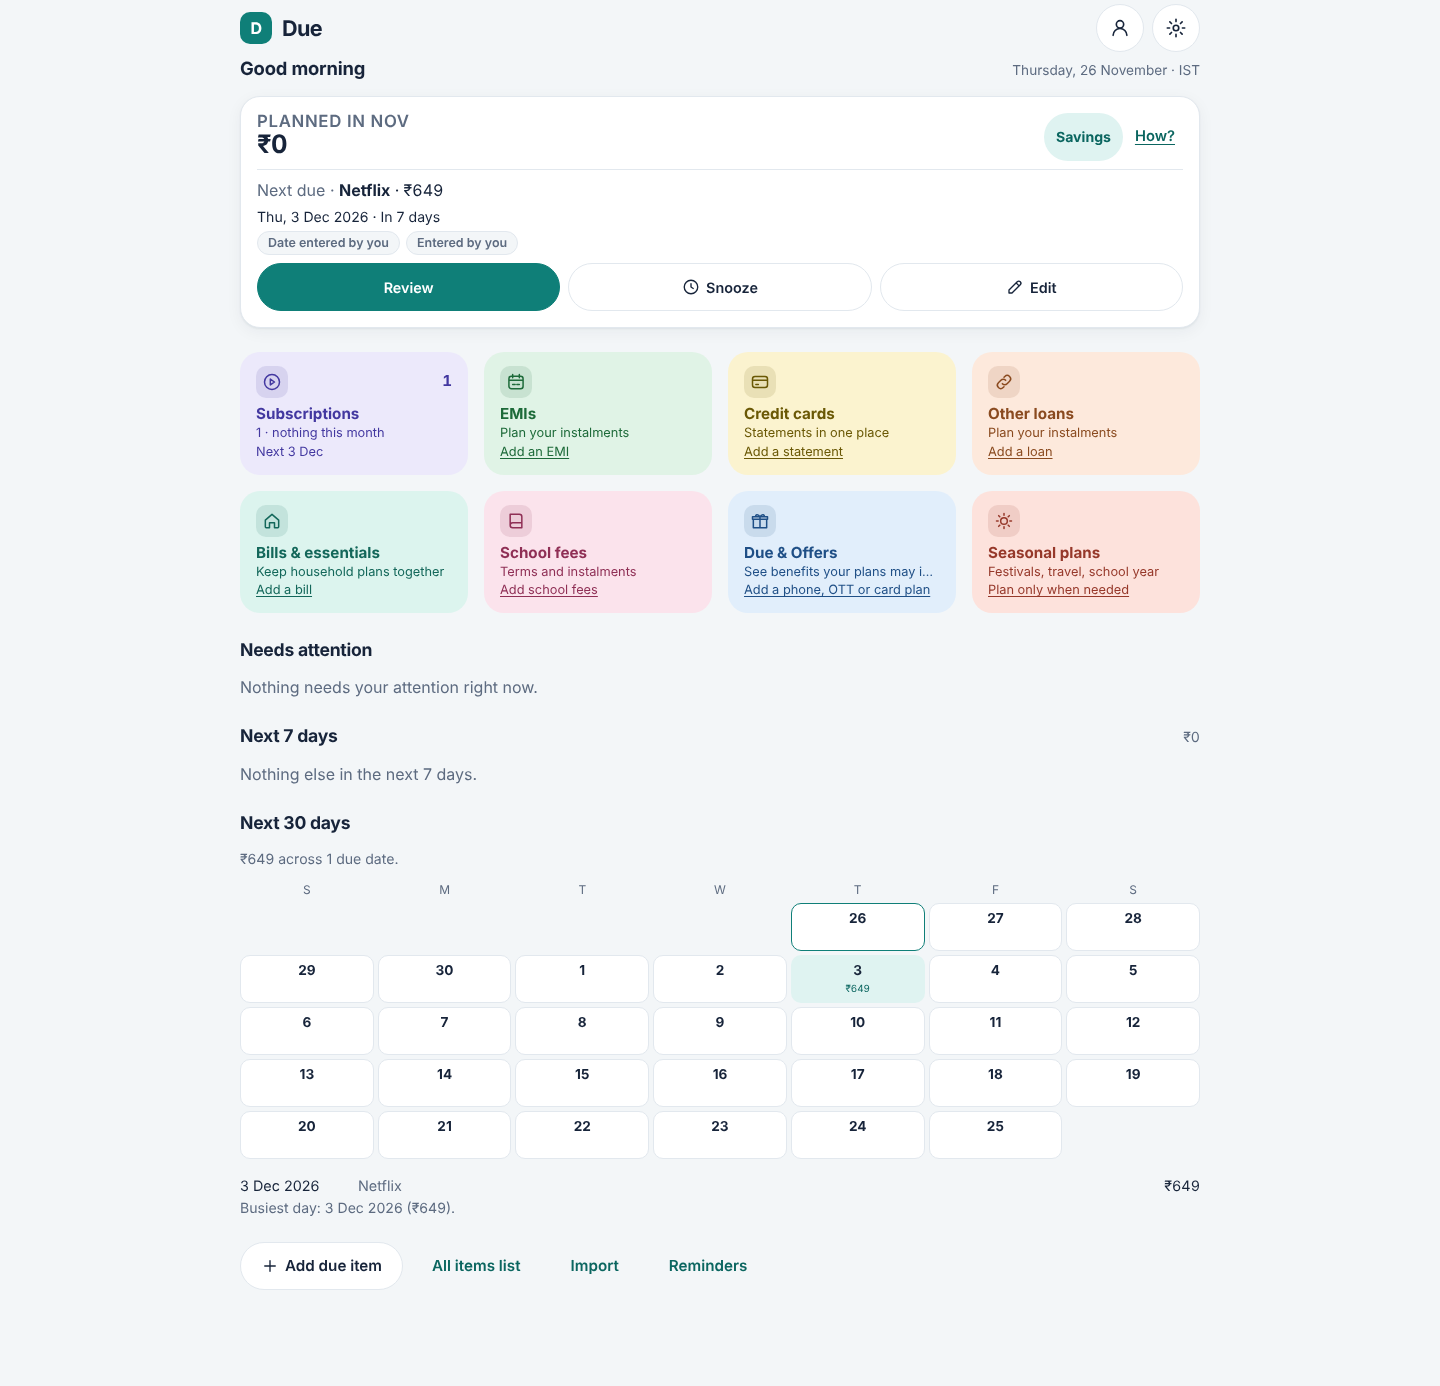 D Due
Good morning
Thursday, 26 November · IST
PLANNED IN NOV
₹0
Savings
How?
Next due · Netflix · ₹649
Thu, 3 Dec 2026 · In 7 days
Date entered by you
Entered by you
Review
Snooze
Edit
1
Subscriptions
1 · nothing this month
Next 3 Dec
EMIs
Plan your instalments
Add an EMI
Credit cards
Statements in one place
Add a statement
Other loans
Plan your instalments
Add a loan
Bills & essentials
Keep household plans together
Add a bill
School fees
Terms and instalments
Add school fees
Due & Offers
See benefits your plans may i...
Add a phone, OTT or card plan
Seasonal plans
Festivals, travel, school year
Plan only when needed
Needs attention
Nothing needs your attention right now.
Next 7 days
₹0
Nothing else in the next 7 days.
Next 30 days
₹649 across 1 due date.
S M T W T F S
26 27 28
29 30 1 2 3 4 5
₹649
6 7 8 9 10 11 12
13 14 15 16 17 18 19
20 21 22 23 24 25
3 Dec 2026 Netflix ₹649
Busiest day: 3 Dec 2026 (₹649).
Add due item
All items list
Import
Reminders